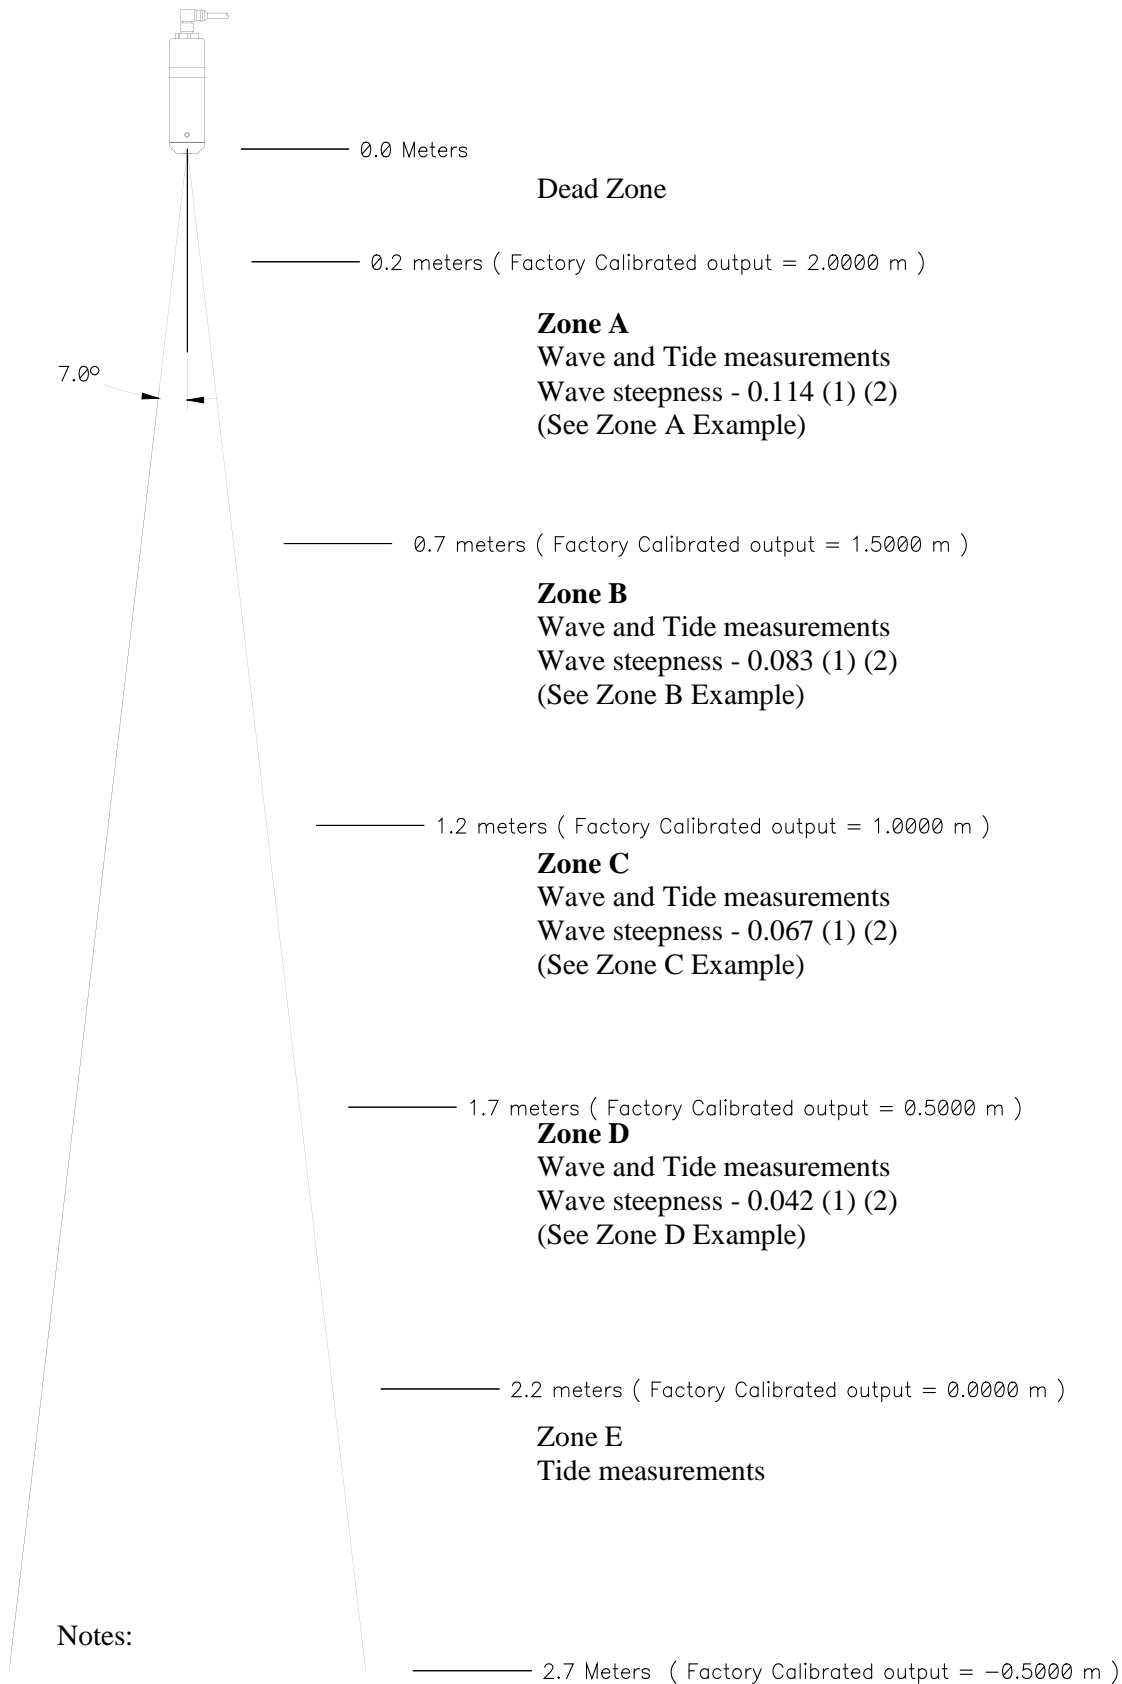 0.0 Meters
Dead Zone
0.2 meters ( Factory Calibrated output = 2.0000 m )
Zone A
Wave and Tide measurements
Wave steepness - 0.114 (1) (2)
(See Zone A Example)
7.0°
0.7 meters ( Factory Calibrated output = 1.5000 m )
Zone B
Wave and Tide measurements
Wave steepness - 0.083 (1) (2)
(See Zone B Example)
1.2 meters ( Factory Calibrated output = 1.0000 m )
Zone C
Wave and Tide measurements
Wave steepness - 0.067 (1) (2)
(See Zone C Example)
1.7 meters ( Factory Calibrated output = 0.5000 m )
Zone D
Wave and Tide measurements
Wave steepness - 0.042 (1) (2)
(See Zone D Example)
2.2 meters ( Factory Calibrated output = 0.0000 m )
Zone E
Tide measurements
Notes:
2.7 Meters ( Factory Calibrated output = −0.5000 m )